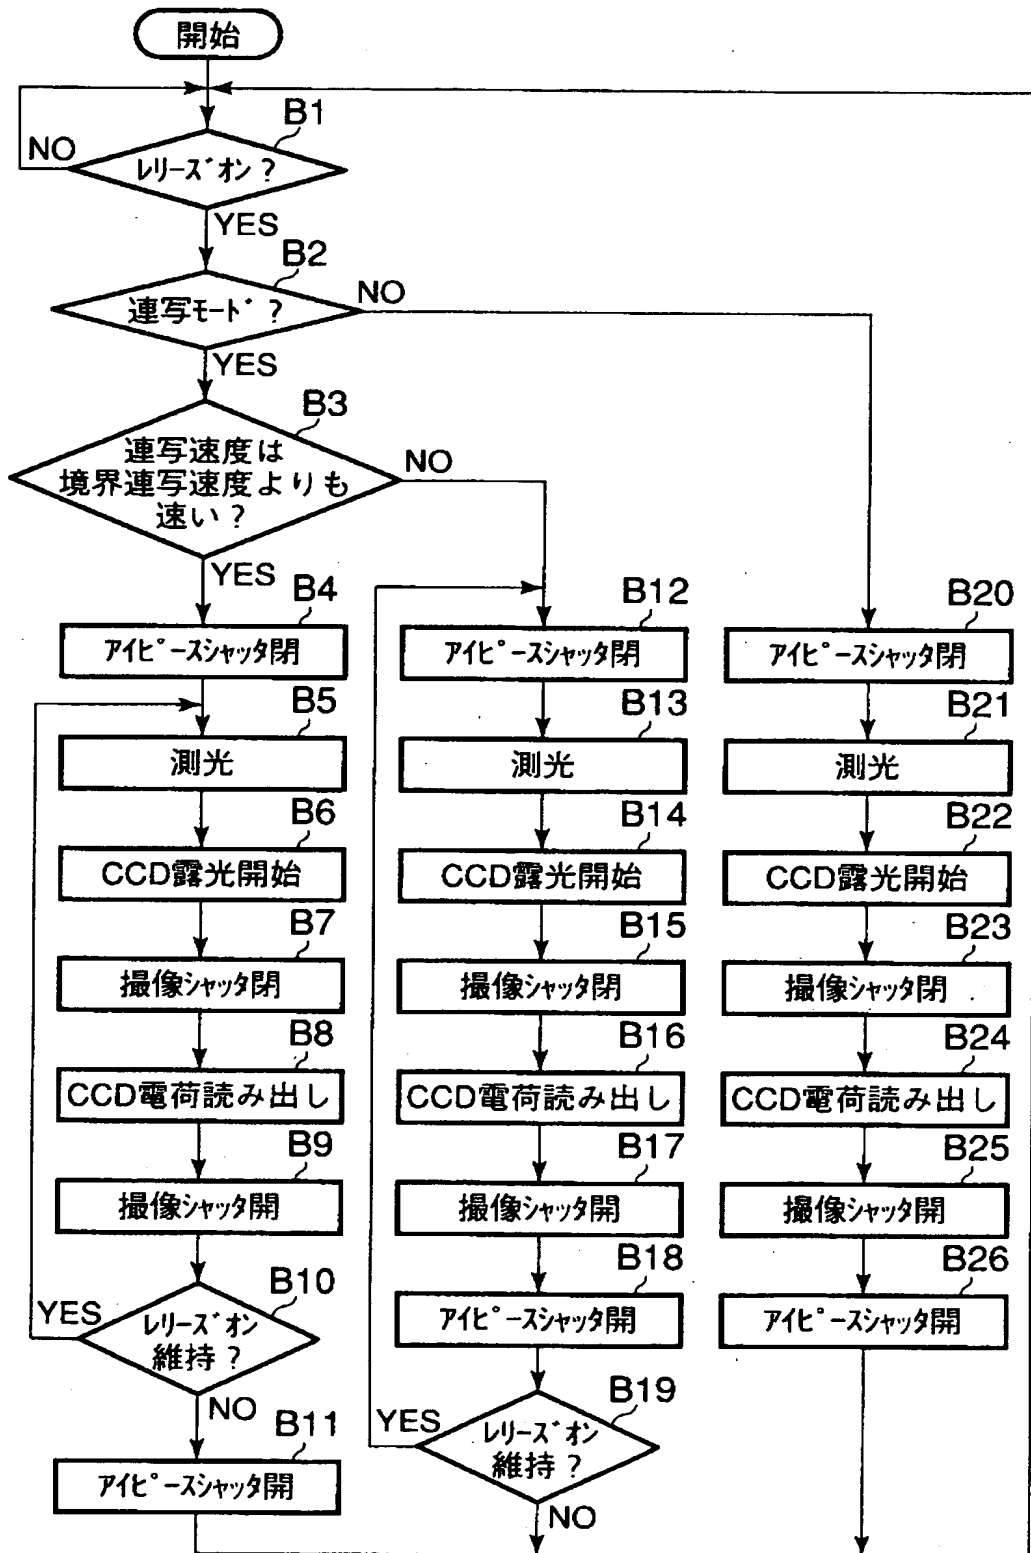 開始
B1
レリーズオン?
NO
YES
B2
連写モード?
NO
YES
B3
連写速度は
境界連写速度よりも
速い?
NO
YES
B4
アイピースシャッタ閉
B5
測光
B6
CCD露光開始
B7
撮像シャッタ閉
B8
CCD電荷読み出し
B9
撮像シャッタ開
B10
レリーズオン
維持?
YES
NO
B11
アイピースシャッタ開
B12
アイピースシャッタ閉
B13
測光
B14
CCD露光開始
B15
撮像シャッタ閉
B16
CCD電荷読み出し
B17
撮像シャッタ開
B18
アイピースシャッタ開
B19
レリーズオン
維持?
YES
NO
B20
アイピースシャッタ閉
B21
測光
B22
CCD露光開始
B23
撮像シャッタ閉
B24
CCD電荷読み出し
B25
撮像シャッタ開
B26
アイピースシャッタ開